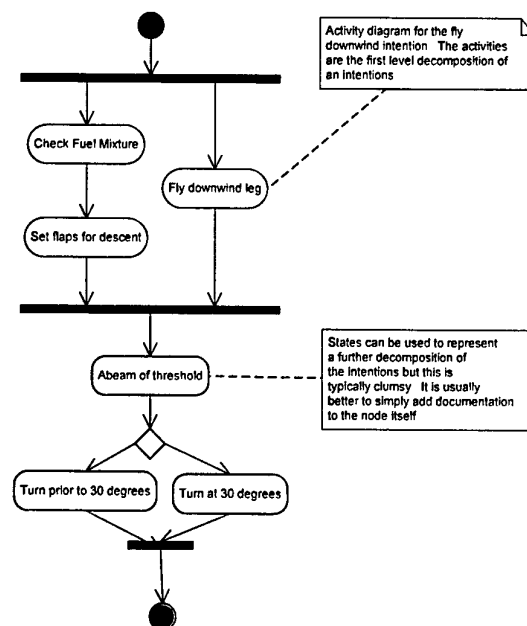 Activity diagram for the fly
downwind intention The activities
are the first level decomposition of
an intentions
Check Fuel Mixture
Fly downwind leg
Set flaps for descent
States can be used to represent
a further decomposition of
the intentions but this is
typically clumsy It is usually
better to simply add documentation
to the node itself
Abeam of threshold
Turn prior to 30 degrees
Turn at 30 degrees